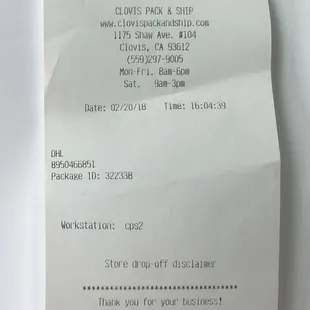 CLOVIS PACK & SHIP
www.clovispackandship.com
1175 Shaw Ave. #104
Clovis, CA 93612
(559)297-9005
Mon-Fri. 8am-6pm
Sat. 9am-3pm
Date: 02/20/18 Time: 16:04:39
DHL
8950466851
Package ID: 322338
Workstation: cps2
Store drop-off disclaimer
***********************************
Thank you for your business!